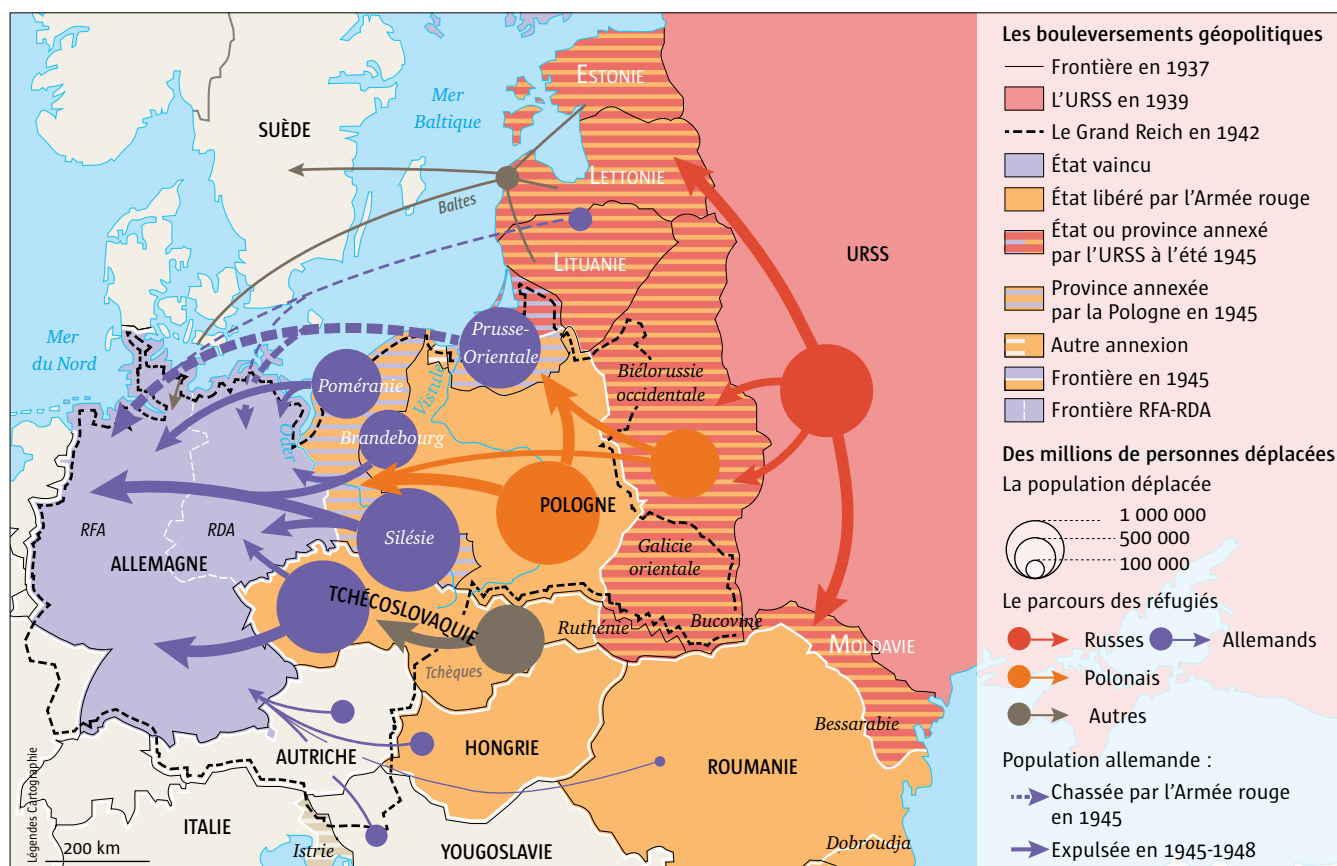 ESTONIE
Mer
Baltique
SUÈDE
LETTONIE
Baltes
URSS
LITUANIE
Mer
du Nord
Prusse-
Orientale
Biélorussie
occidentale
Poméranie
Vistule
Brandebourg
Oder
POLOGNE
RFA
RDA
Silésie
ALLEMAGNE
Galicie
orientale
TCHÉCOSLOVAQUIE
Ruthénie
Bucovine
MOLDAVIE
Tchèques
Bessarabie
HONGRIE
AUTRICHE
ROUMANIE
ITALIE
Istrie
YOUGOSLAVIE
Dobroudja
200 km
Légendes Cartographie
Les bouleversements géopolitiques
Frontière en 1937
L'URSS en 1939
Le Grand Reich en 1942
État vaincu
État libéré par l'Armée rouge
État ou province annexé
par l'URSS à l'été 1945
Province annexée
par la Pologne en 1945
Autre annexion
Frontière en 1945
Frontière RFA-RDA
Des millions de personnes déplacées
La population déplacée
1 000 000
500 000
100 000
Le parcours des réfugiés
Russes
Allemands
Polonais
Autres
Population allemande :
Chassée par l'Armée rouge
en 1945
Expulsée en 1945-1948